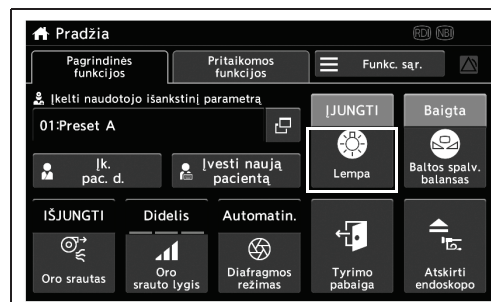 Pradžia
RDI NBI
Pagrindinės
funkcijos
Pritaikomos
funkcijos
Funkc. sąr.
Įkelti naudotojo išankstinį parametrą
01:Preset A
Įk.
pac. d.
Įvesti naują
pacientą
ĮJUNGTI
Lempa
Baigta
Baltos spalv.
balansas
IŠJUNGTI
Oro srautas
Didelis
Oro
srauto lygis
Automatin.
Diafragmos
režimas
Tyrimo
pabaiga
Atskirti
endoskopo